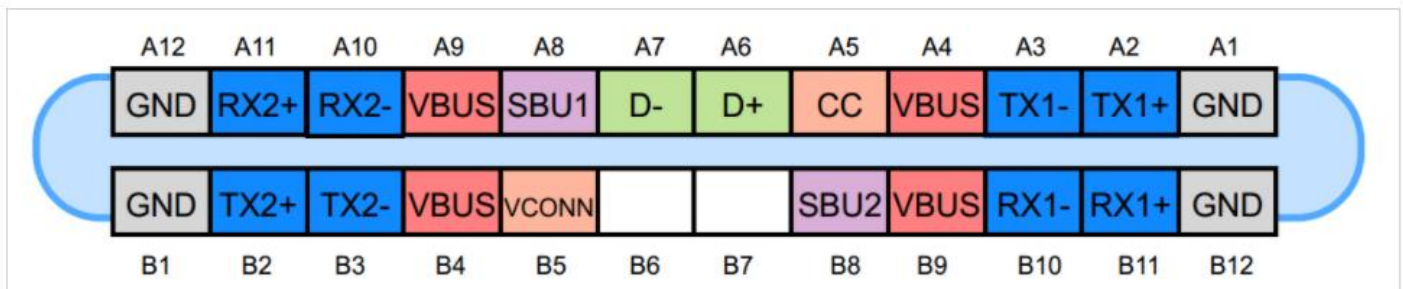 A12 A11 A10 A9 A8 A7 A6 A5 A4 A3 A2 A1
GND RX2+ RX2- VBUS SBU1 D- D+ CC VBUS TX1- TX1+ GND
GND TX2+ TX2- VBUS VCONN SBU2 VBUS RX1- RX1+ GND
B1 B2 B3 B4 B5 B6 B7 B8 B9 B10 B11 B12